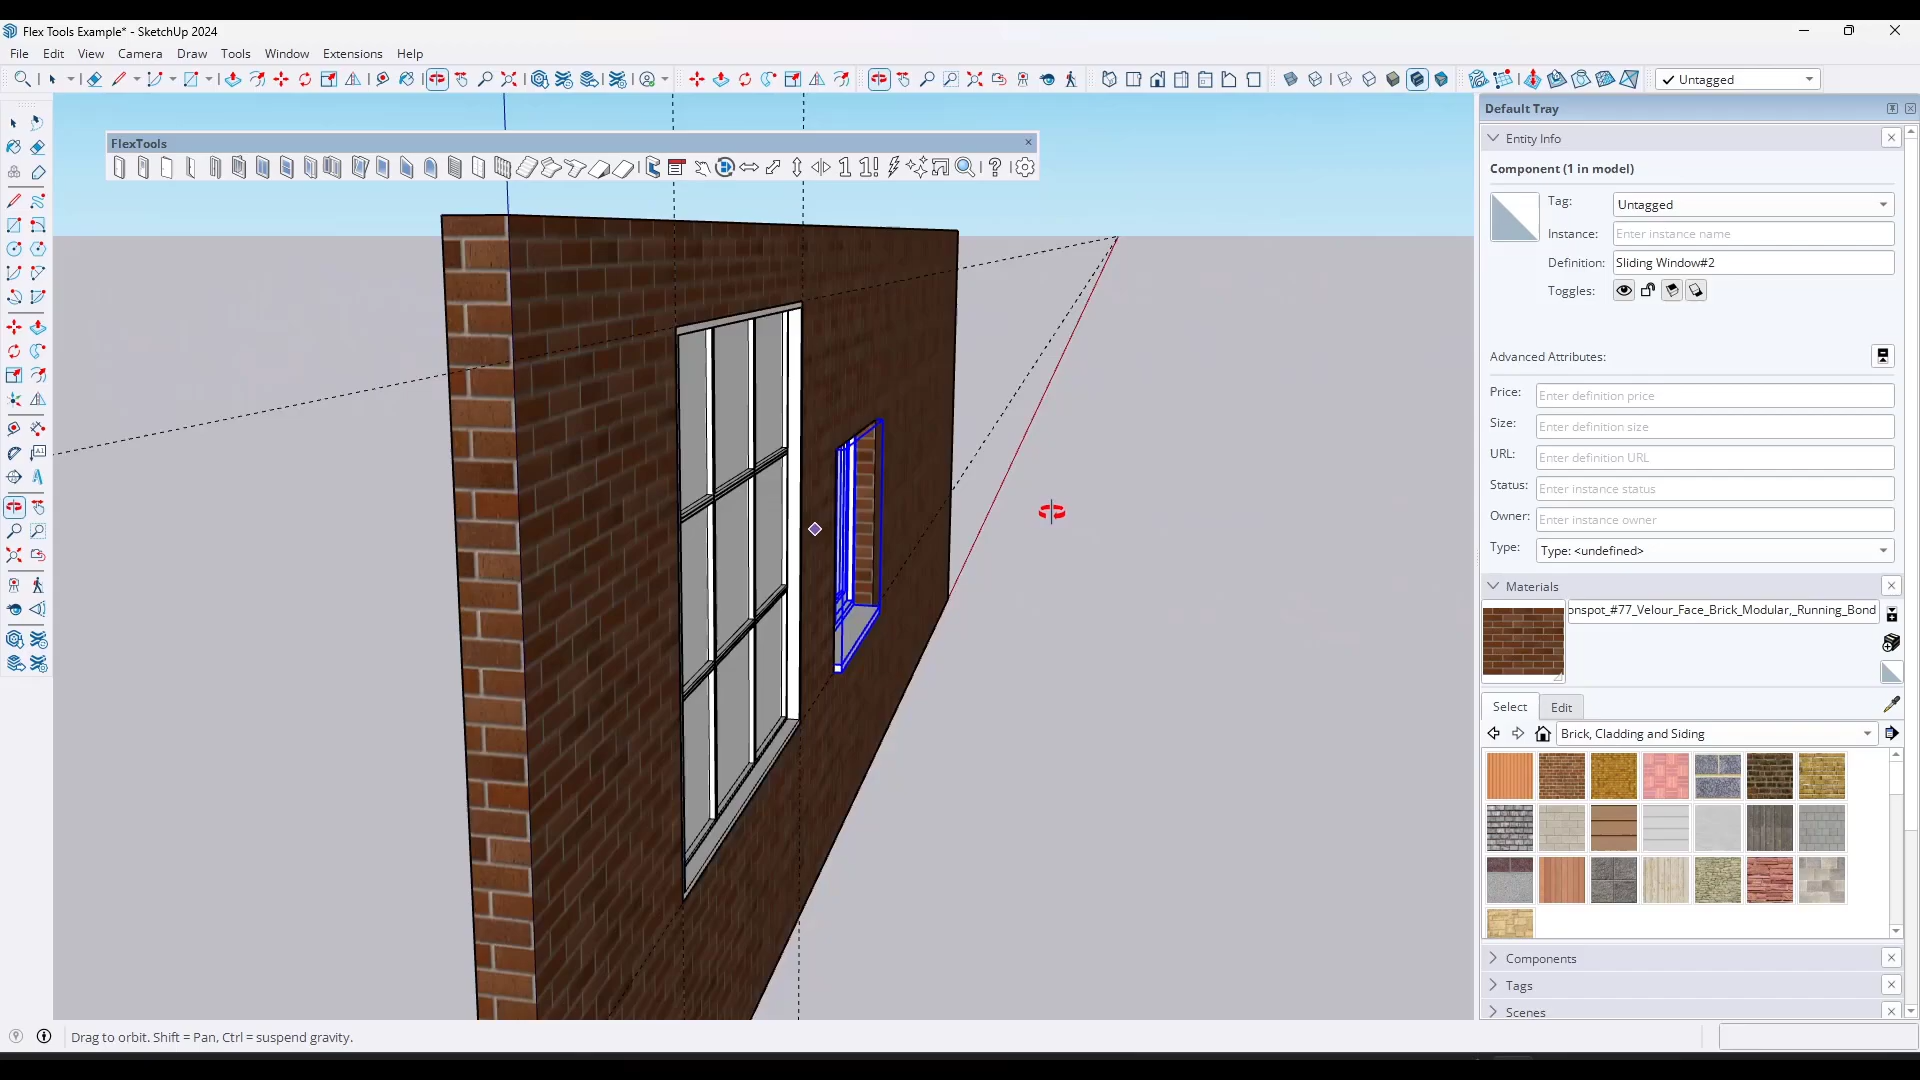 Flex Tools Example* - SketchUp 2024
File Edit View Camera Draw Tools Window Extensions Help
Untagged
FlexTools
Default Tray
Entity Info
Component (1 in model)
Tag: Untagged
Instance: Enter instance name
Definition: Sliding Window#2
Toggles:
Advanced Attributes:
Price: Enter definition price
Size: Enter definition size
URL: Enter definition URL
Status: Enter instance status
Owner: Enter instance owner
Type: Type: <undefined>
Materials
onspot_#77_Velour_Face_Brick_Modular,_Running_Bond
Select Edit
Brick, Cladding and Siding
Components
Tags
Scenes
Drag to orbit. Shift = Pan, Ctrl = suspend gravity.